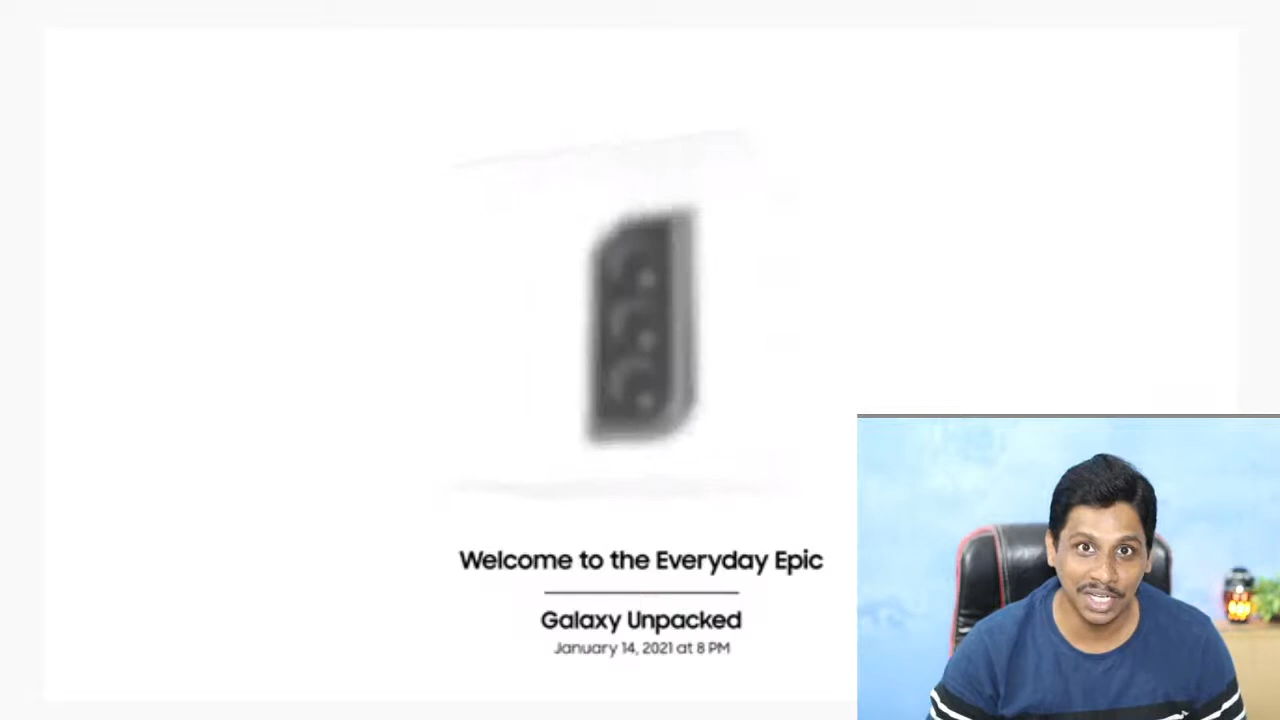 Welcome to the Everyday Epic
Galaxy Unpacked
January 14, 2021 at 8 PM